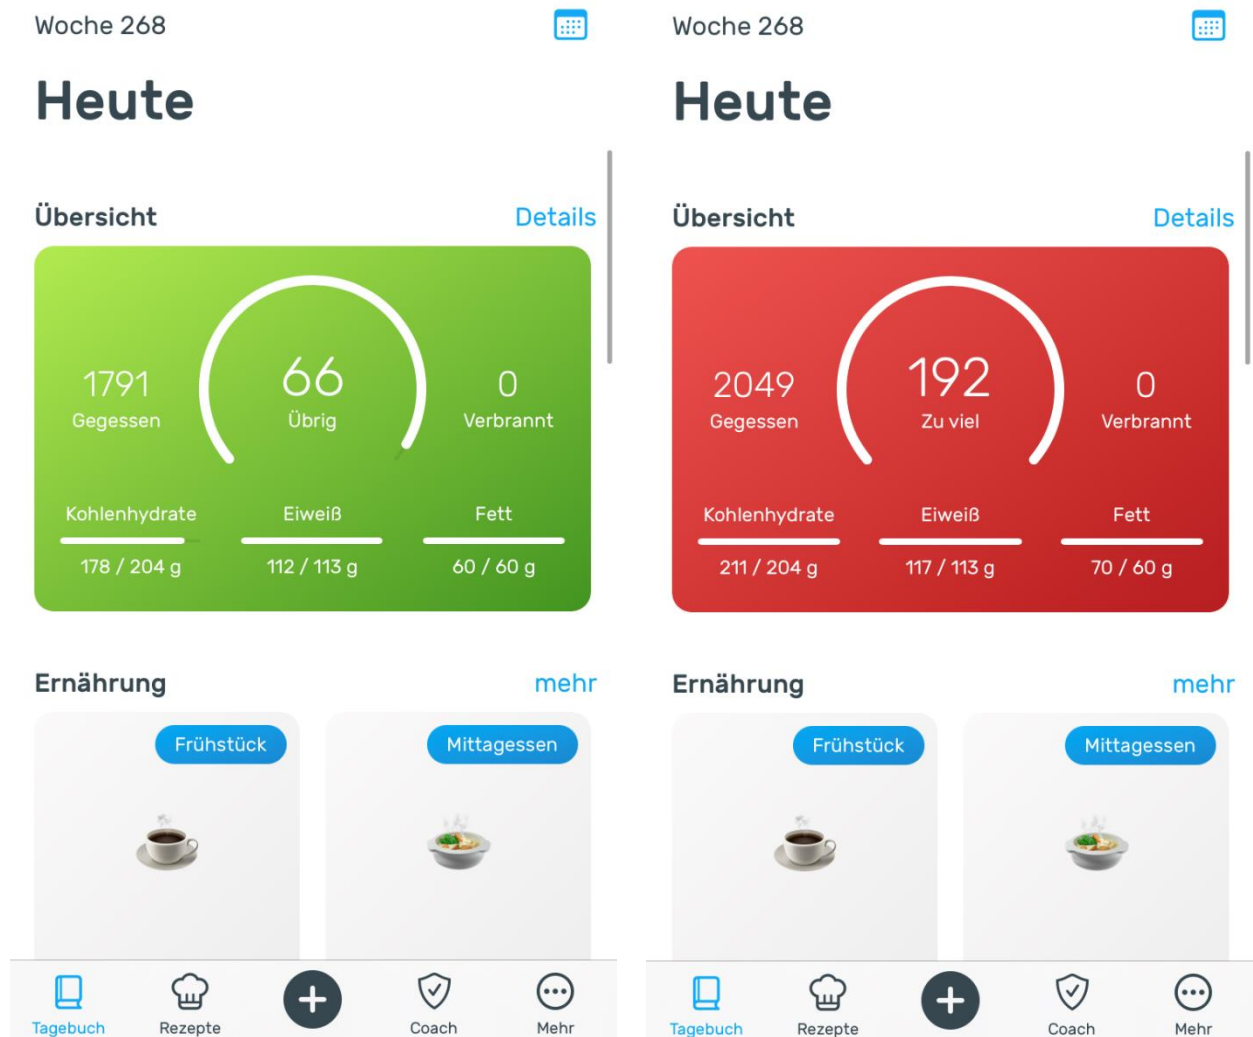 Woche 268
Heute
Übersicht
Details
1791
Gegessen
66
Übrig
0
Verbrannt
Kohlenhydrate
178 / 204 g
Eiweiß
112 / 113 g
Fett
60 / 60 g
Ernährung
mehr
Frühstück
Mittagessen
Tagebuch
Rezepte
Coach
Mehr
Woche 268
Heute
Übersicht
Details
2049
Gegessen
192
Zu viel
0
Verbrannt
Kohlenhydrate
211 / 204 g
Eiweiß
117 / 113 g
Fett
70 / 60 g
Ernährung
mehr
Frühstück
Mittagessen
Tagebuch
Rezepte
Coach
Mehr